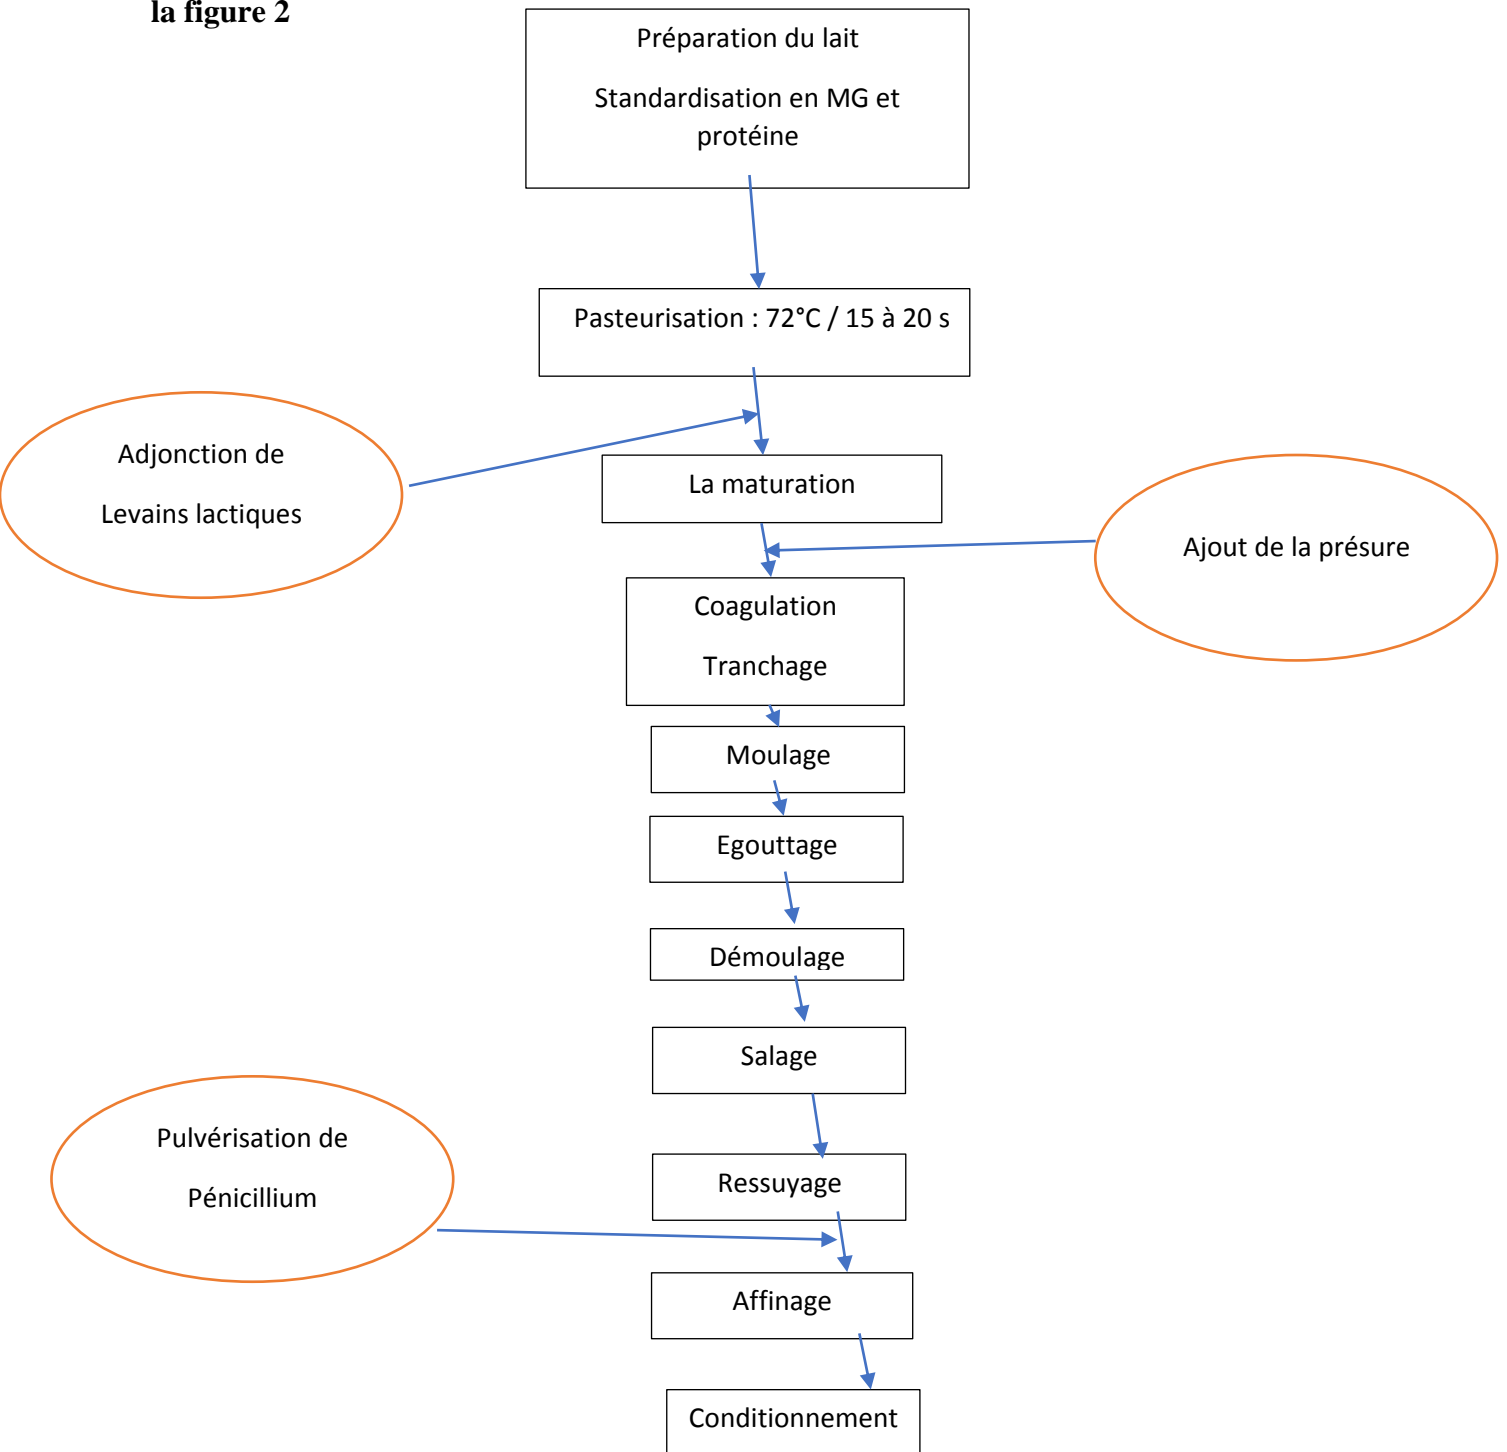 la figure 2
Préparation du lait
Standardisation en MG et
protéine
Pasteurisation : 72°C / 15 à 20 s
Adjonction de
Levains lactiques
La maturation
Ajout de la présure
Coagulation
Tranchage
Moulage
Egouttage
Démoulage
Salage
Pulvérisation de
Pénicillium
Ressuyage
Affinage
Conditionnement